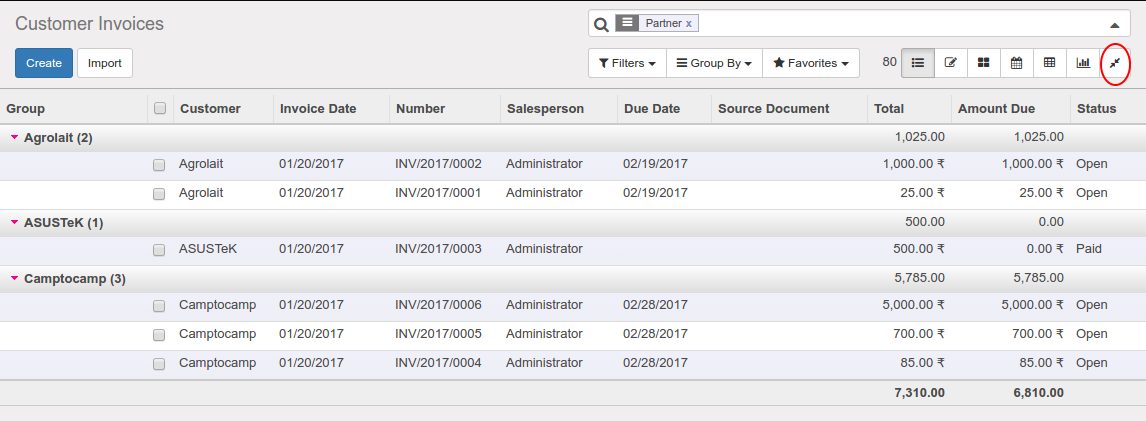 Customer Invoices
Partner x
Create Import
Filters Group By Favorites 80
Group Customer Invoice Date Number Salesperson Due Date Source Document Total Amount Due Status
Agrolait (2) 1,025.00 1,025.00
Agrolait 01/20/2017 INV/2017/0002 Administrator 02/19/2017 1,000.00 ₹ 1,000.00 ₹ Open
Agrolait 01/20/2017 INV/2017/0001 Administrator 02/19/2017 25.00 ₹ 25.00 ₹ Open
ASUSTeK (1) 500.00 0.00
ASUSTeK 01/20/2017 INV/2017/0003 Administrator 500.00 ₹ 0.00 ₹ Paid
Camptocamp (3) 5,785.00 5,785.00
Camptocamp 01/20/2017 INV/2017/0006 Administrator 02/28/2017 5,000.00 ₹ 5,000.00 ₹ Open
Camptocamp 01/20/2017 INV/2017/0005 Administrator 02/28/2017 700.00 ₹ 700.00 ₹ Open
Camptocamp 01/20/2017 INV/2017/0004 Administrator 02/28/2017 85.00 ₹ 85.00 ₹ Open
7,310.00 6,810.00